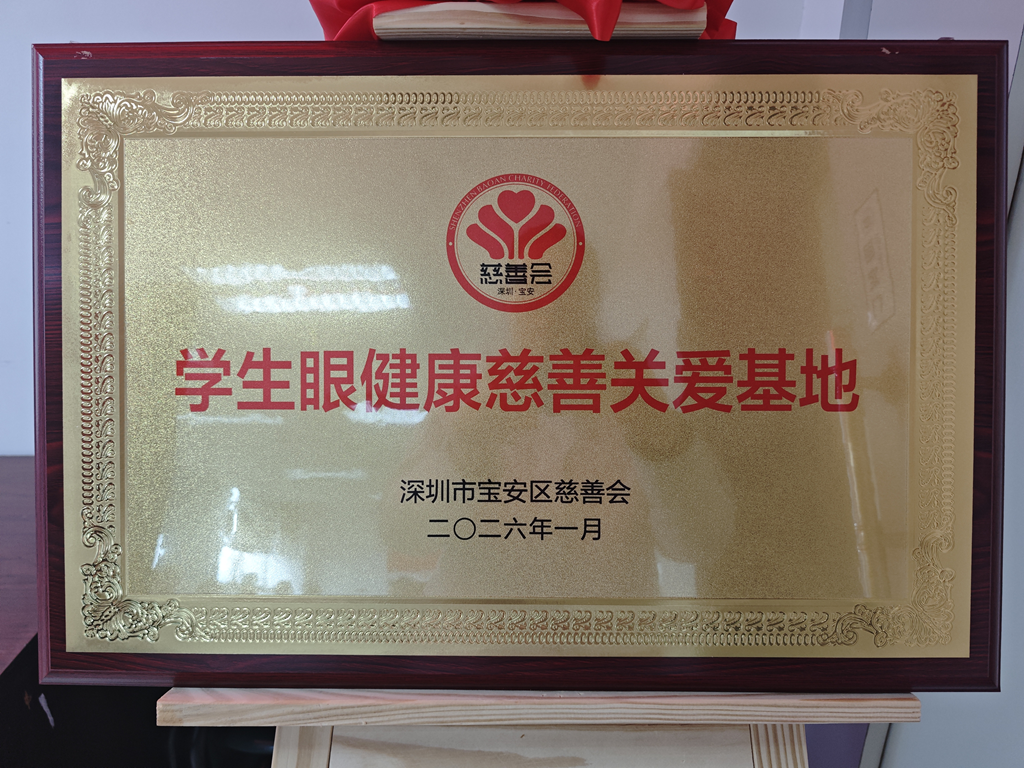 SHENZHEN BAOAN CHARITY FEDERATION
慈善会
深圳·宝安
学生眼健康慈善关爱基地
深圳市宝安区慈善会
二〇二六年一月